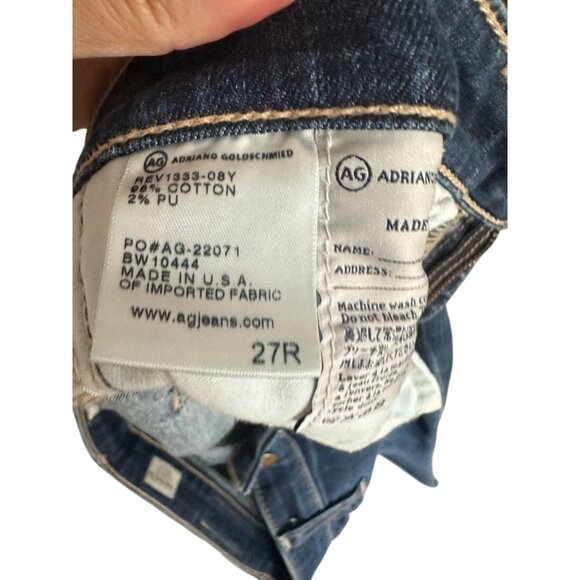 AG ADRIANO GOLDSCHMIED
REV1333-08Y
98% COTTON
2% PU
PO#AG-22071
BW10444
MADE IN U.S.A.
OF IMPORTED FABRIC
www.agjeans.com
27R
AG ADRIANO
MADE
NAME:
ADDRESS:
Machine wash co
Do not bleach